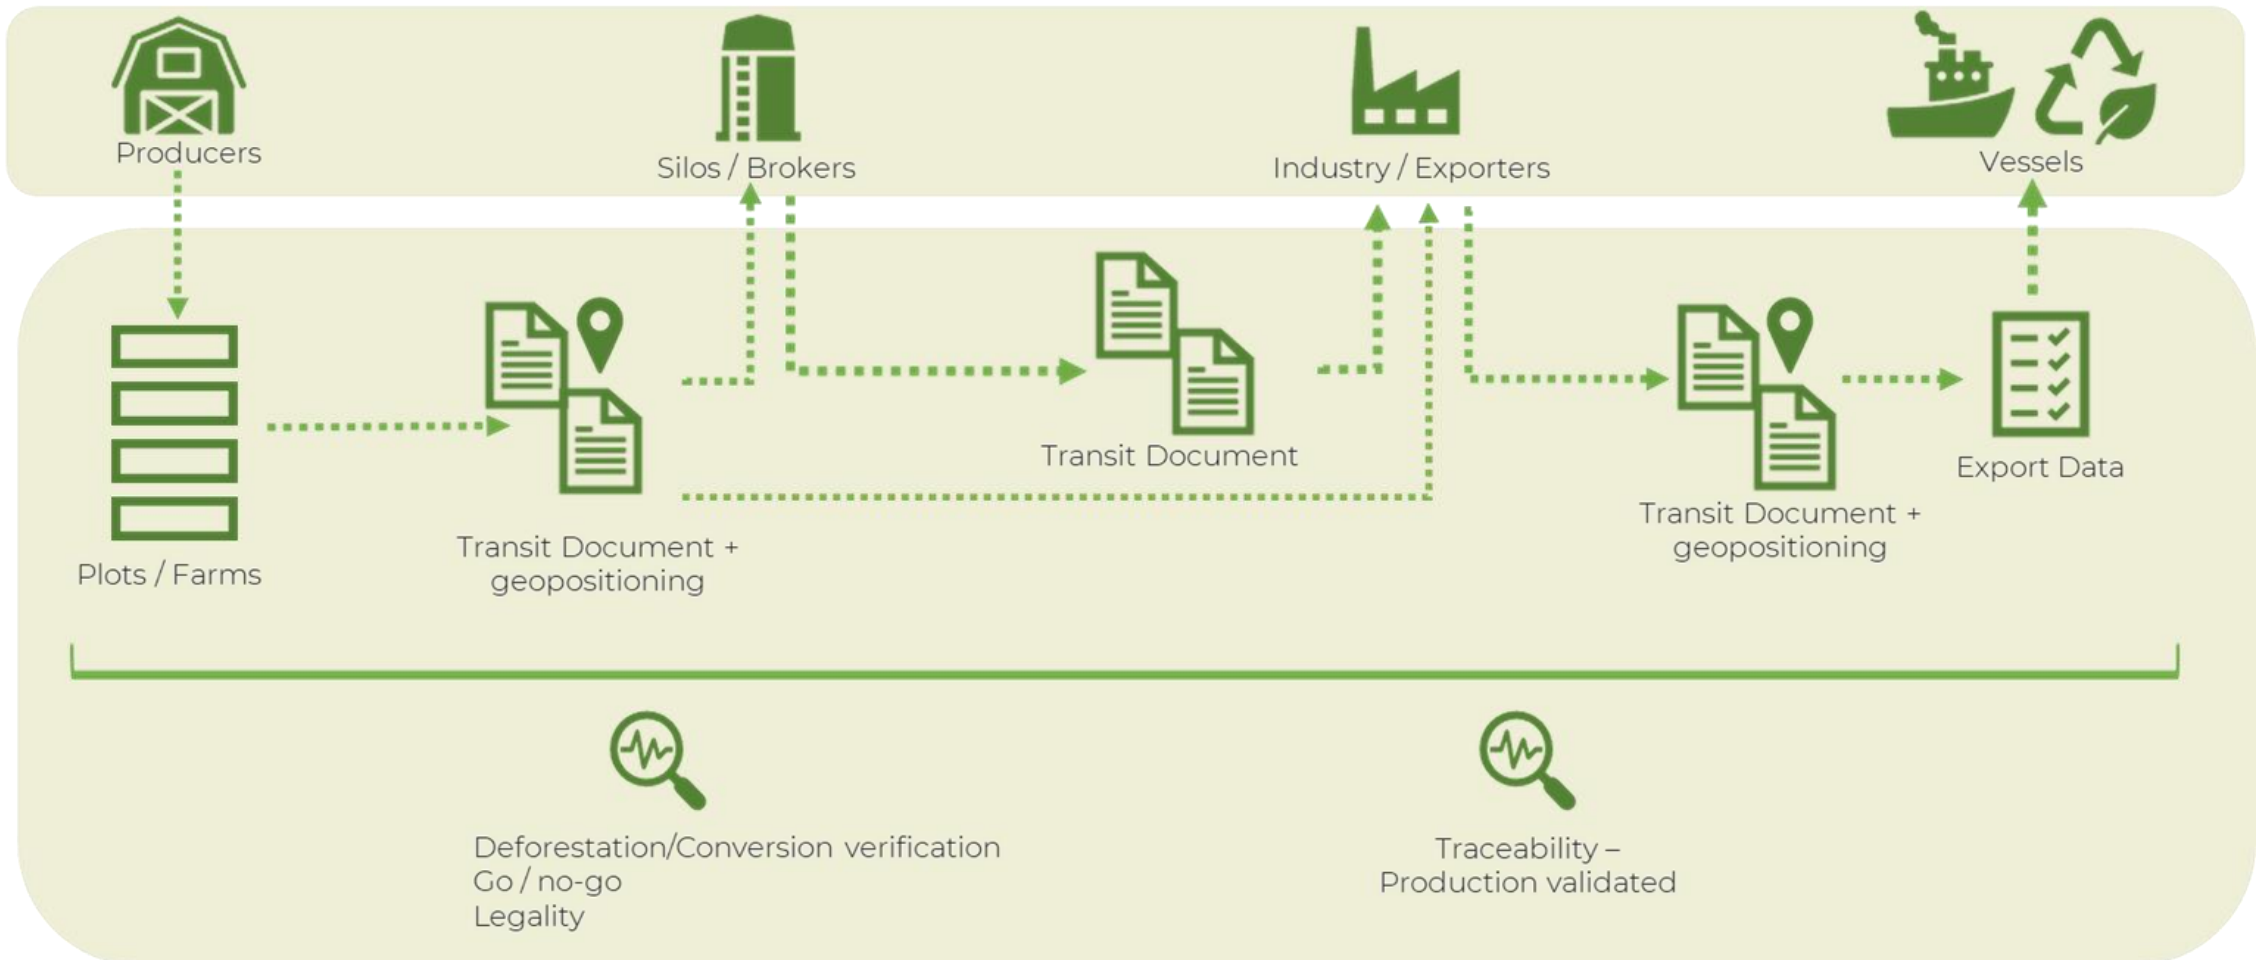 Producers
Silos / Brokers
Industry / Exporters
Vessels
Plots / Farms
Transit Document +
geopositioning
Transit Document
Transit Document +
geopositioning
Export Data
Deforestation/Conversion verification
Go / no-go
Legality
Traceability –
Production validated